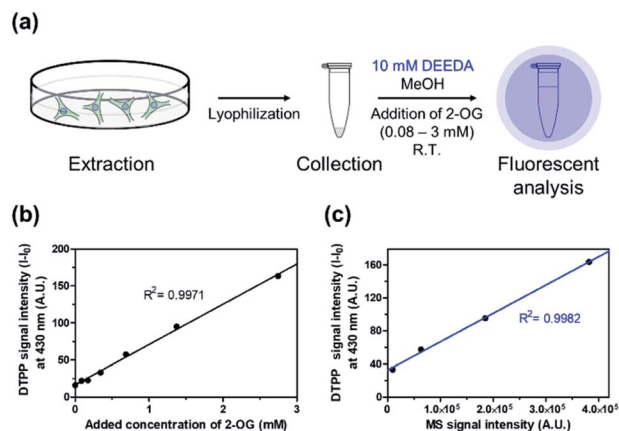 (a)
10 mM DEEDA
MeOH
Lyophilization
Addition of 2-OG
(0.08 – 3 mM)
R.T.
Extraction
Collection
Fluorescent
analysis
(b)
DTPP signal intensity (I-I₀)
at 430 nm (A.U.)
200
150
100
50
0
R²= 0.9971
0
1
2
3
Added concentration of 2-OG (mM)
(c)
DTPP signal intensity (I-I₀)
at 430 nm (A.U.)
160
120
80
40
0
R²= 0.9982
0.0
1.0×10⁵
2.0×10⁵
3.0×10⁵
4.0×10⁵
MS signal intensity (A.U.)